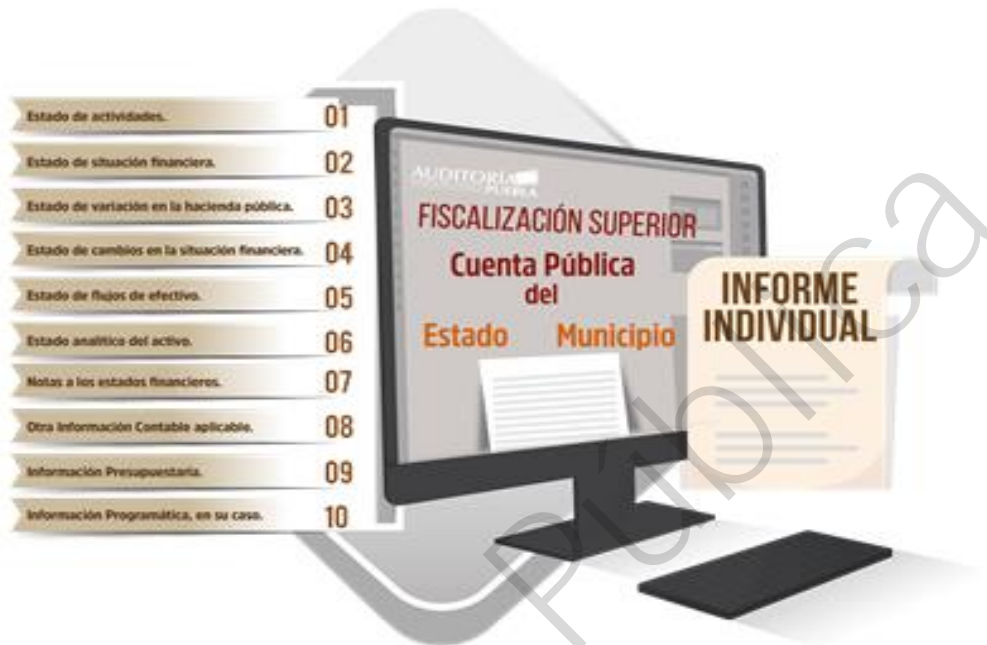 Estado de actividades. 01
Estado de situación financiera. 02
Estado de variación en la hacienda pública. 03
Estado de cambios en la situación financiera. 04
Estado de flujos de efectivo. 05
Estado analítico del activo. 06
Notas a los estados financieros. 07
Otra Información Contable aplicable. 08
Información Presupuestaria. 09
Información Programática, en su caso. 10
AUDITORIA
PUEBLA
FISCALIZACIÓN SUPERIOR
Cuenta Pública
del
Estado Municipio
INFORME
INDIVIDUAL
Pública